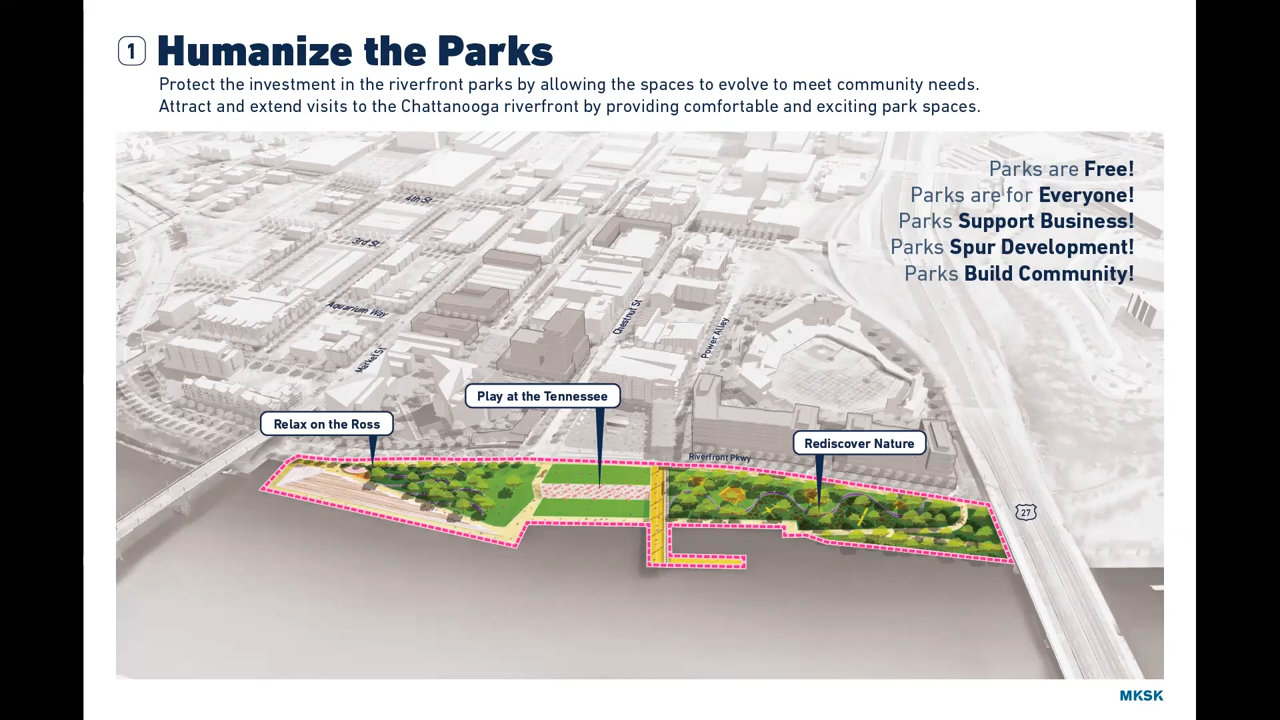 1 Humanize the Parks
Protect the investment in the riverfront parks by allowing the spaces to evolve to meet community needs.
Attract and extend visits to the Chattanooga riverfront by providing comfortable and exciting park spaces.
Parks are Free!
Parks are for Everyone!
Parks Support Business!
Parks Spur Development!
Parks Build Community!
4th St
3rd St
Aquarium Way
Market St
Chestnut St
Power Alley
Play at the Tennessee
Relax on the Ross
Rediscover Nature
Riverfront Pkwy
27
MKSK